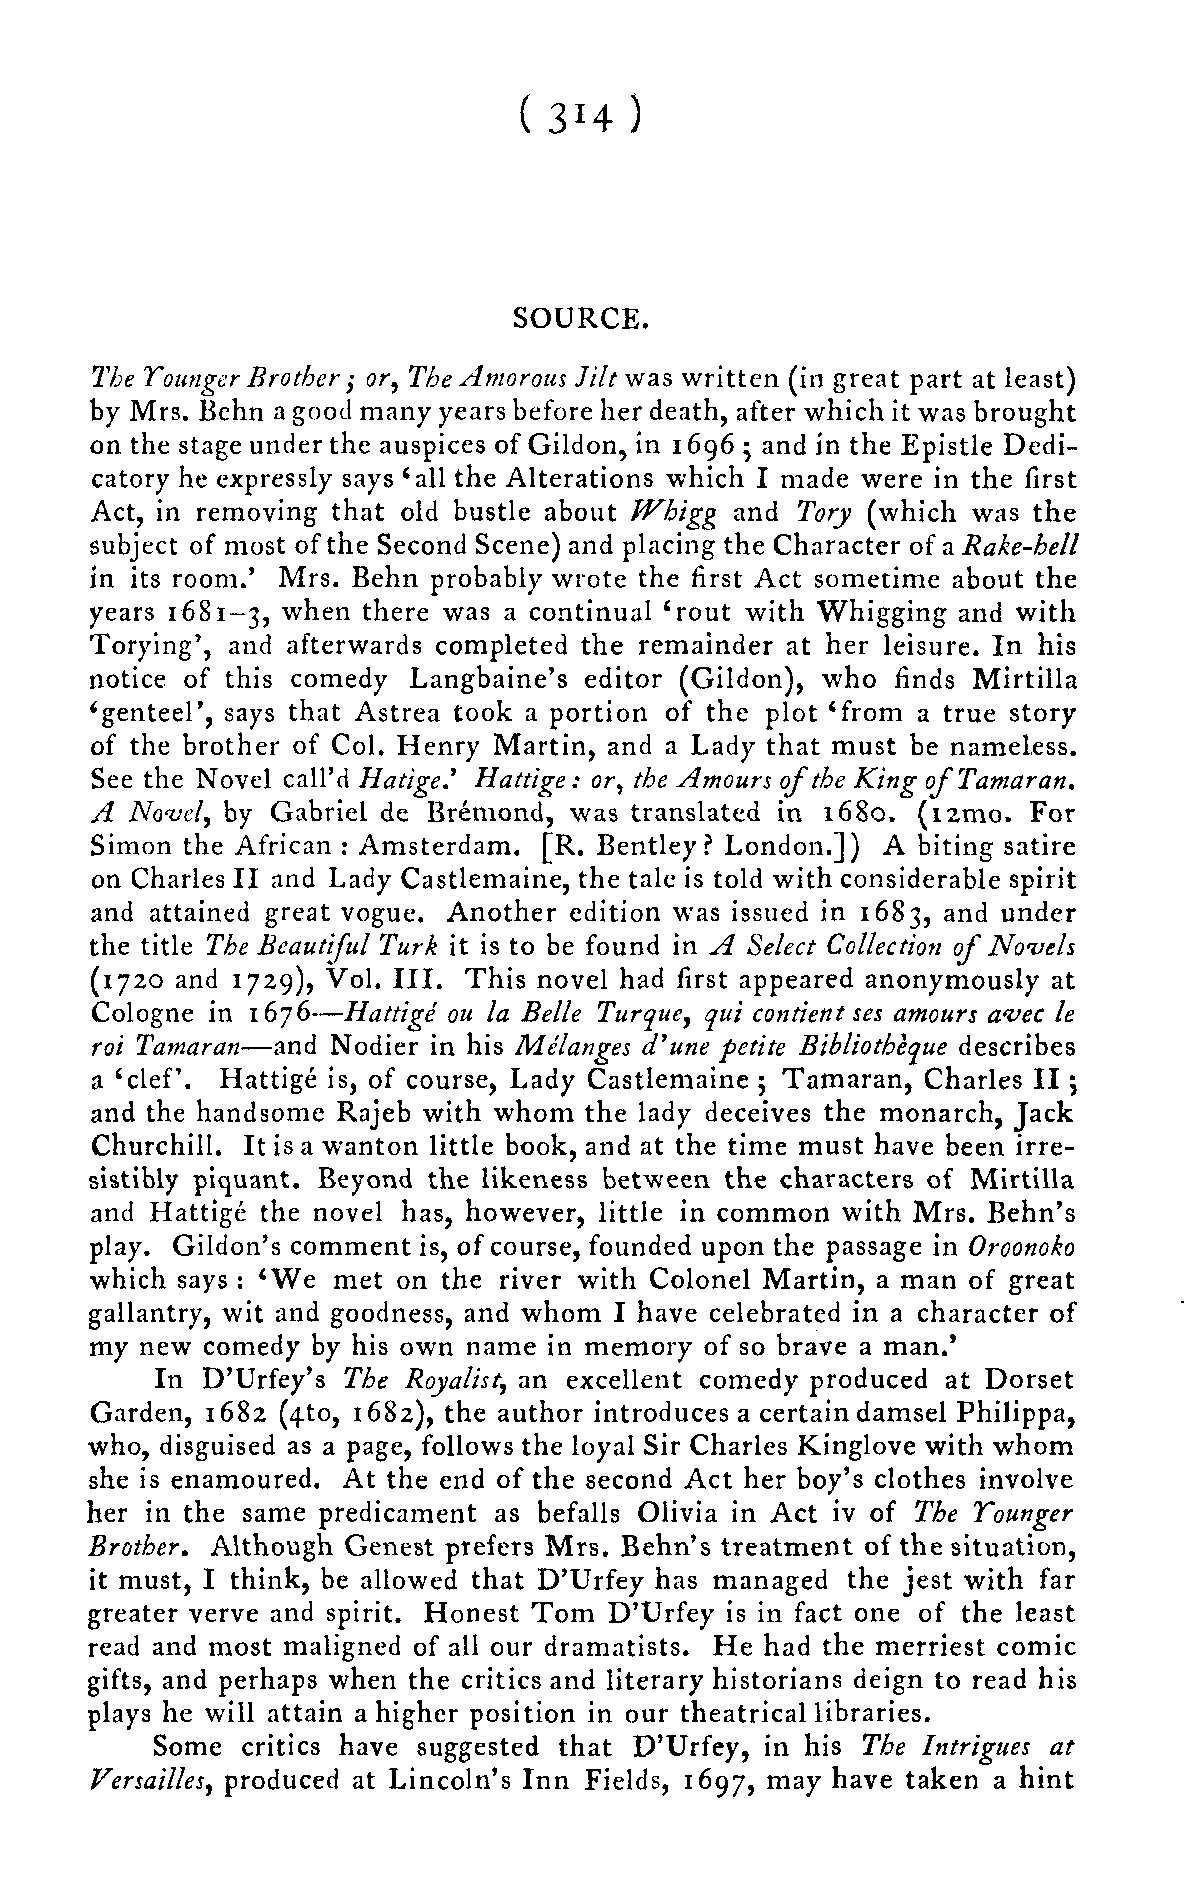 ( 314 )
SOURCE.
The Younger Brother; or, The Amorous Jilt was written (in great part at least)
by Mrs. Behn a good many years before her death, after which it was brought
on the stage under the auspices of Gildon, in 1696; and in the Epistle Dedi-
catory he expressly says ‘all the Alterations which I made were in the first
Act, in removing that old bustle about Whigg and Tory (which was the
subject of most of the Second Scene) and placing the Character of a Rake-hell
in its room.’ Mrs. Behn probably wrote the first Act sometime about the
years 1681-3, when there was a continual ‘rout with Whigging and with
Torying’, and afterwards completed the remainder at her leisure. In his
notice of this comedy Langbaine’s editor (Gildon), who finds Mirtilla
‘genteel’, says that Astrea took a portion of the plot ‘from a true story
of the brother of Col. Henry Martin, and a Lady that must be nameless.
See the Novel call’d Hatige.’ Hattige: or, the Amours of the King of Tamaran.
A Novel, by Gabriel de Brémond, was translated in 1680. (12mo. For
Simon the African : Amsterdam. [R. Bentley? London.]) A biting satire
on Charles II and Lady Castlemaine, the tale is told with considerable spirit
and attained great vogue. Another edition was issued in 1683, and under
the title The Beautiful Turk it is to be found in A Select Collection of Novels
(1720 and 1729), Vol. III. This novel had first appeared anonymously at
Cologne in 1676—Hattigé ou la Belle Turque, qui contient ses amours avec le
roi Tamaran—and Nodier in his Mélanges d’une petite Bibliothèque describes
a ‘clef’. Hattigé is, of course, Lady Castlemaine; Tamaran, Charles II;
and the handsome Rajeb with whom the lady deceives the monarch, Jack
Churchill. It is a wanton little book, and at the time must have been irre-
sistibly piquant. Beyond the likeness between the characters of Mirtilla
and Hattigé the novel has, however, little in common with Mrs. Behn’s
play. Gildon’s comment is, of course, founded upon the passage in Oroonoko
which says : ‘We met on the river with Colonel Martin, a man of great
gallantry, wit and goodness, and whom I have celebrated in a character of
my new comedy by his own name in memory of so brave a man.’
In D’Urfey’s The Royalist, an excellent comedy produced at Dorset
Garden, 1682 (4to, 1682), the author introduces a certain damsel Philippa,
who, disguised as a page, follows the loyal Sir Charles Kinglove with whom
she is enamoured. At the end of the second Act her boy’s clothes involve
her in the same predicament as befalls Olivia in Act iv of The Younger
Brother. Although Genest prefers Mrs. Behn’s treatment of the situation,
it must, I think, be allowed that D’Urfey has managed the jest with far
greater verve and spirit. Honest Tom D’Urfey is in fact one of the least
read and most maligned of all our dramatists. He had the merriest comic
gifts, and perhaps when the critics and literary historians deign to read his
plays he will attain a higher position in our theatrical libraries.
Some critics have suggested that D’Urfey, in his The Intrigues at
Versailles, produced at Lincoln’s Inn Fields, 1697, may have taken a hint